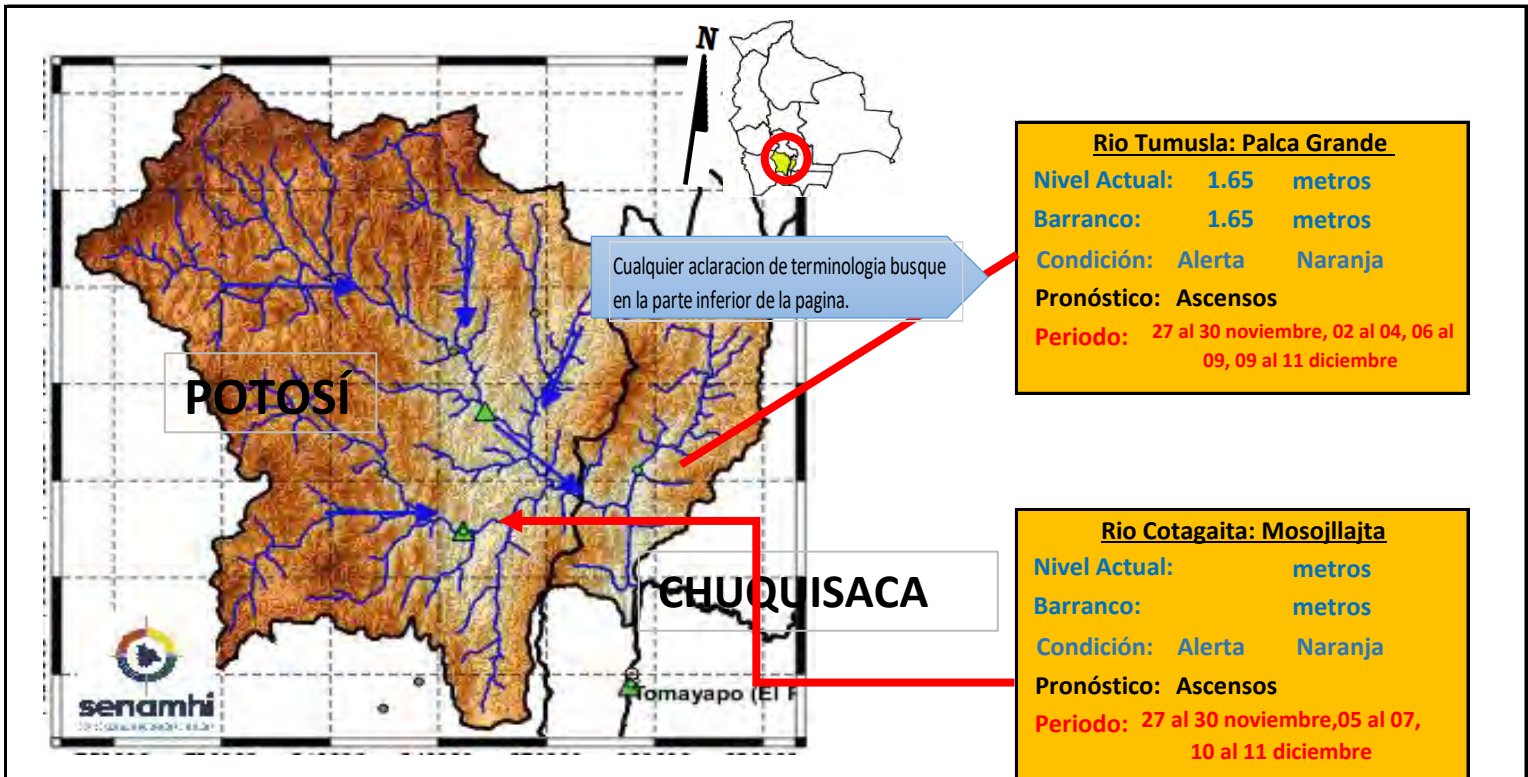 N
Cualquier aclaracion de terminologia busque
en la parte inferior de la pagina.
POTOSÍ
CHUQUISACA
Tomayapo (El
senamhi
Rio Tumusla: Palca Grande
Nivel Actual: 1.65 metros
Barranco: 1.65 metros
Condición: Alerta Naranja
Pronóstico: Ascensos
Periodo: 27 al 30 noviembre, 02 al 04, 06 al
09, 09 al 11 diciembre
Rio Cotagaita: Mosojllajta
Nivel Actual: metros
Barranco: metros
Condición: Alerta Naranja
Pronóstico: Ascensos
Periodo: 27 al 30 noviembre,05 al 07,
10 al 11 diciembre